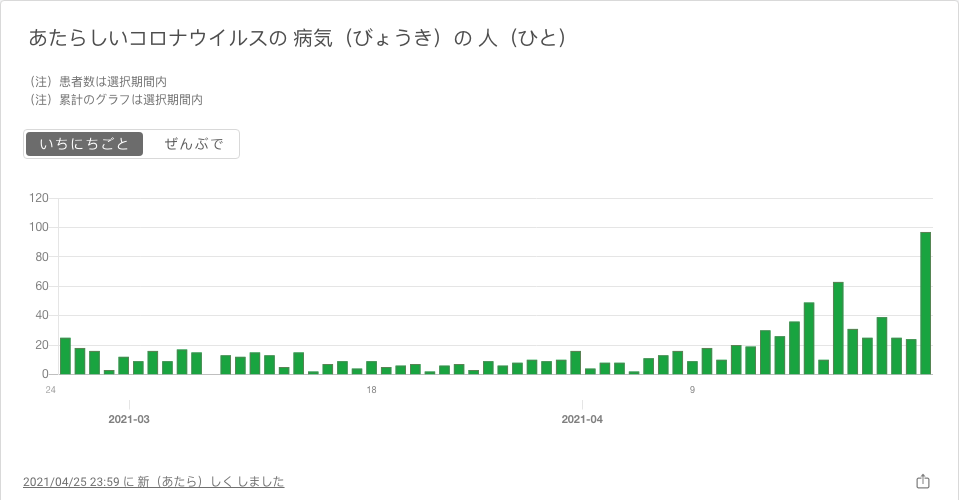 あたらしいコロナウイルスの 病気（びょうき）の 人（ひと）
（注）患者数は選択期間内
（注）累計のグラフは選択期間内
いちにちごと ぜんぶで
120
100
80
60
40
20
0
24 18 9
2021-03 2021-04
2021/04/25 23:59 に 新（あたら）しく しました